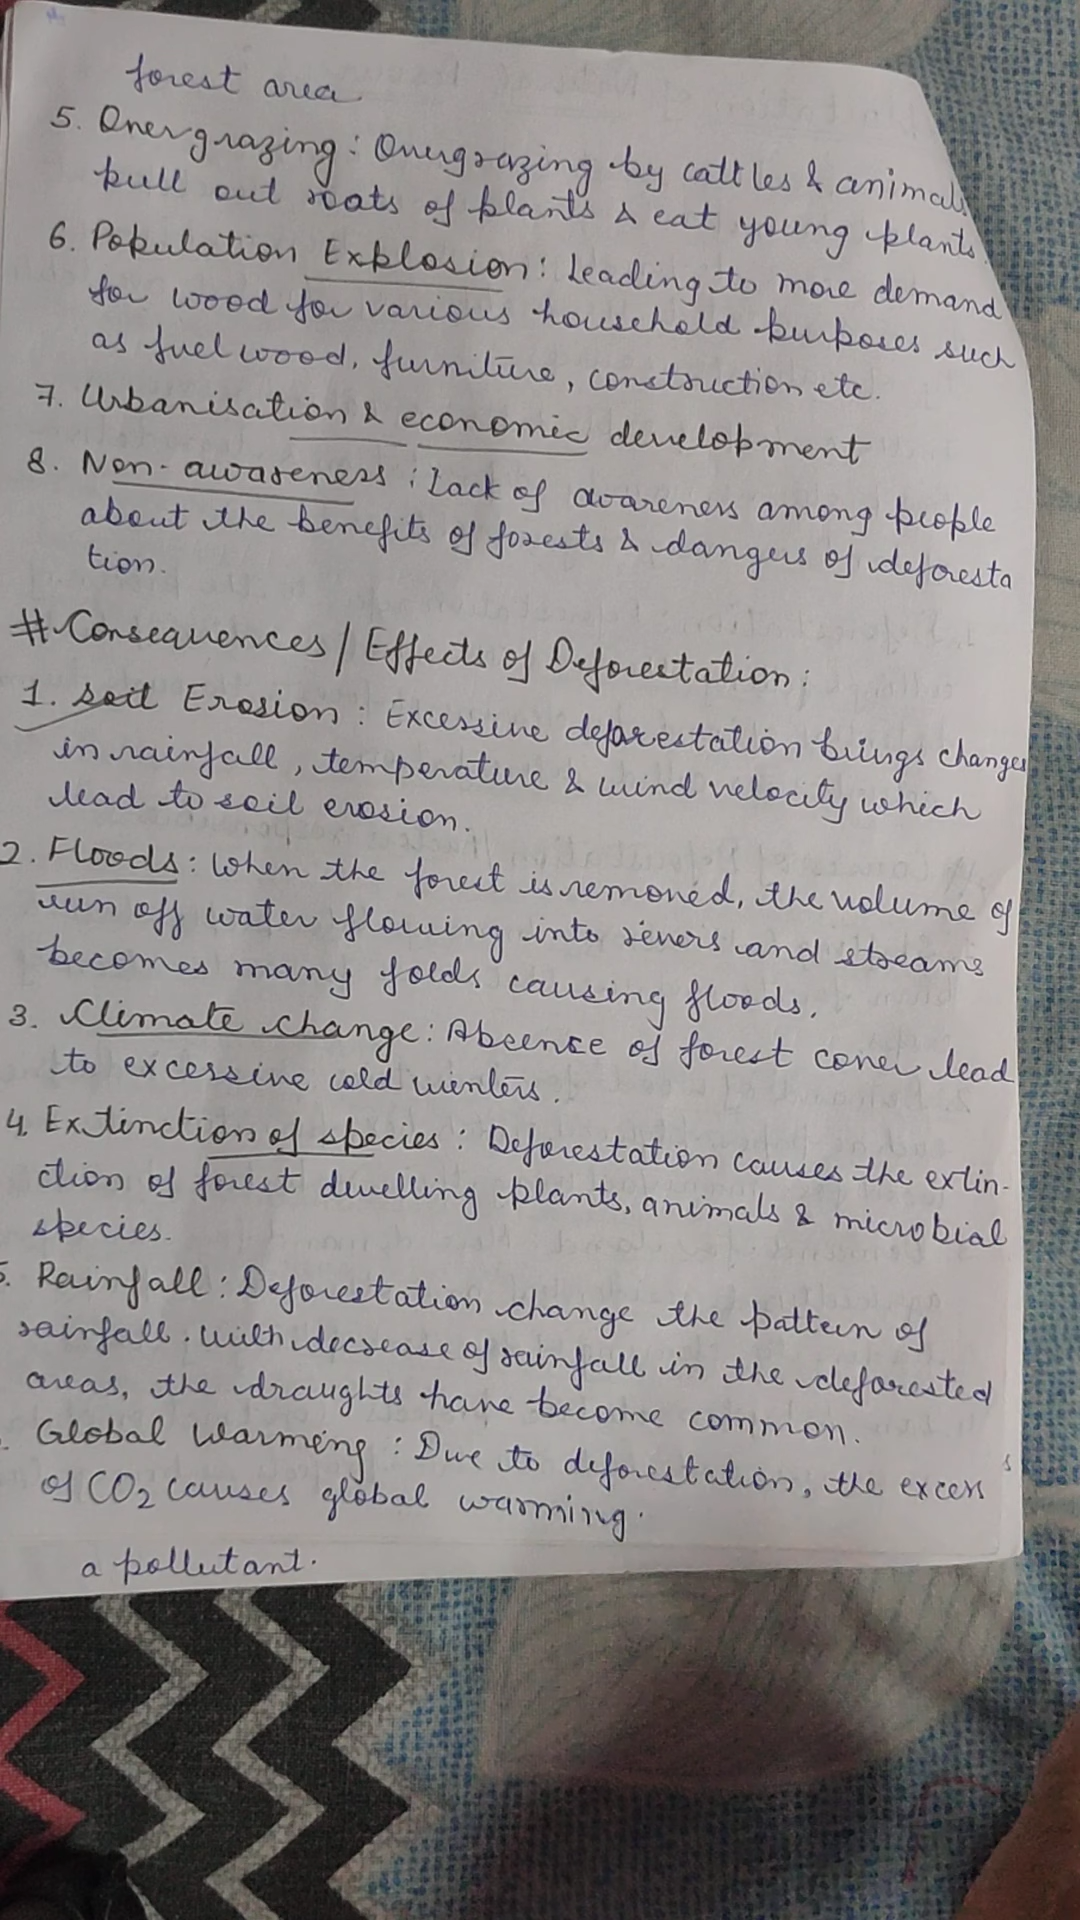 forest area
5. Overgrazing: Overgrazing by cattles & animals
pull out roots of plants & eat young plants
6. Population Explosion: Leading to more demand
for wood for various household purposes such
as fuel wood, furniture, construction etc.
7. Urbanisation & economic development
8. Non-awareness: Lack of awareness among people
about the benefits of forests & dangers of deforesta
tion.
# Consequences/Effects of Deforestation:
1. Soil Erosion: Excessive deforestation brings changes
in rainfall, temperature & wind velocity which
lead to soil erosion.
2. Floods: When the forest is removed, the volume of
run off water flowing into rivers and streams
becomes many folds causing floods.
3. Climate change: Absence of forest cover lead
to excessive cold winters.
4. Extinction of species: Deforestation causes the extin-
ction of forest dwelling plants, animals & microbial
species.
5. Rainfall: Deforestation change the pattern of
rainfall. With decrease of rainfall in the deforested
areas, the draughts have become common.
Global Warming: Due to deforestation, the excess
of CO2 causes global warming.
a pollutant.